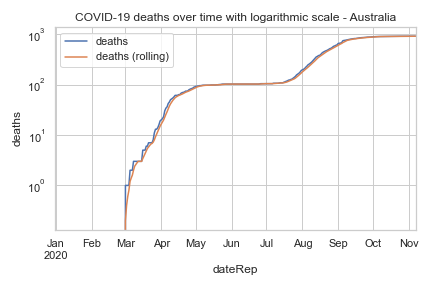 COVID-19 deaths over time with logarithmic scale - Australia
deaths
deaths (rolling)
10³
10²
10¹
10⁰
deaths
Jan Feb Mar Apr May Jun Jul Aug Sep Oct Nov
2020
dateRep